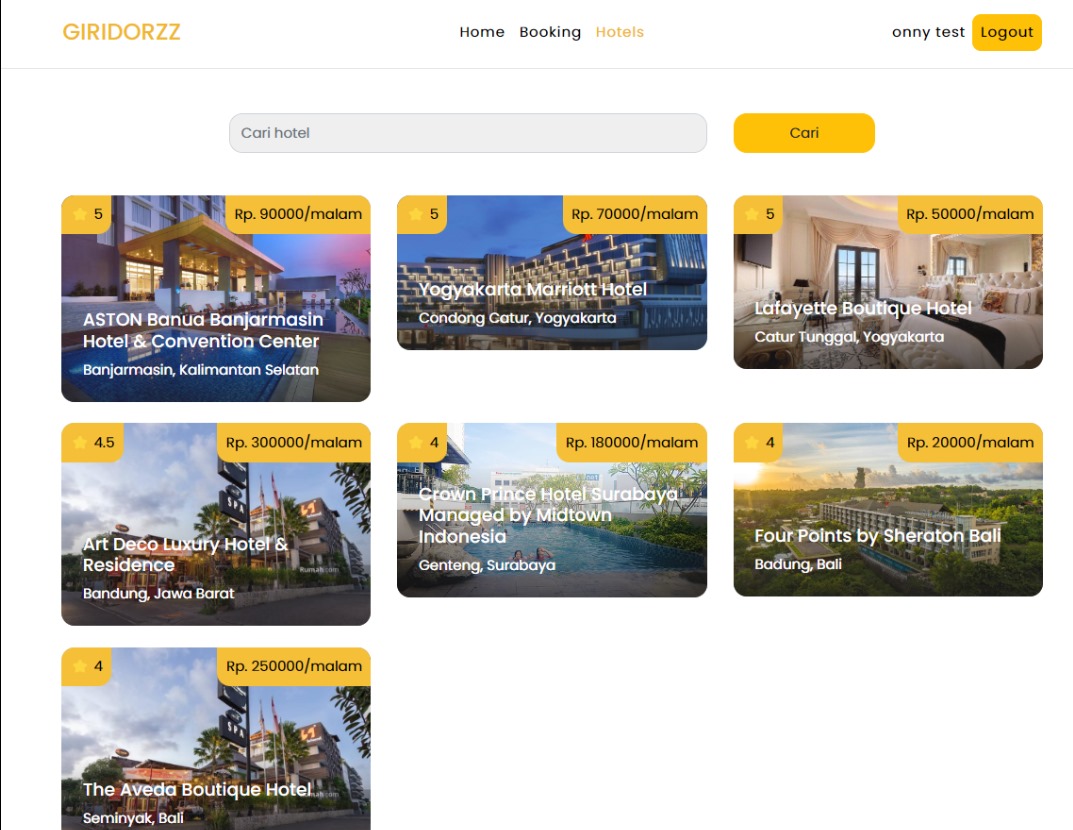 GIRIDORZZ
Home Booking Hotels
onny test Logout
Cari hotel
Cari
5
Rp. 90000/malam
ASTON Banua Banjarmasin
Hotel & Convention Center
Banjarmasin, Kalimantan Selatan
5
Rp. 70000/malam
Yogyakarta Marriott Hotel
Condong Catur, Yogyakarta
5
Rp. 50000/malam
Lafayette Boutique Hotel
Catur Tunggal, Yogyakarta
4.5
Rp. 300000/malam
SPA
Art Deco Luxury Hotel &
Residence
Rumah.com
Bandung, Jawa Barat
4
Rp. 180000/malam
Crown Prince Hotel Surabaya
Managed by Midtown
Indonesia
Genteng, Surabaya
4
Rp. 20000/malam
Four Points by Sheraton Bali
Badung, Bali
4
Rp. 250000/malam
SPA
The Aveda Boutique Hotel
Seminyak, Bali